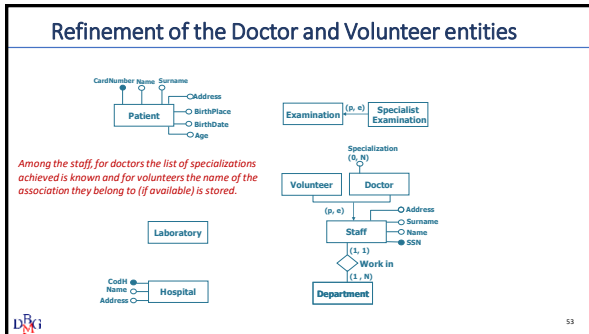 Refinement of the Doctor and Volunteer entities
CardNumber Name Surname
Address
BirthPlace
BirthDate
Age
Patient
Examination
(p, e)
Specialist
Examination
Among the staff, for doctors the list of specializations
achieved is known and for volunteers the name of the
association they belong to (if available) is stored.
Specialization
(0, N)
Volunteer
Doctor
(p, e)
Address
Surname
Name
SSN
Staff
Laboratory
(1, 1)
Work in
(1 , N)
CodH
Name
Address
Hospital
Department
DBMG
53